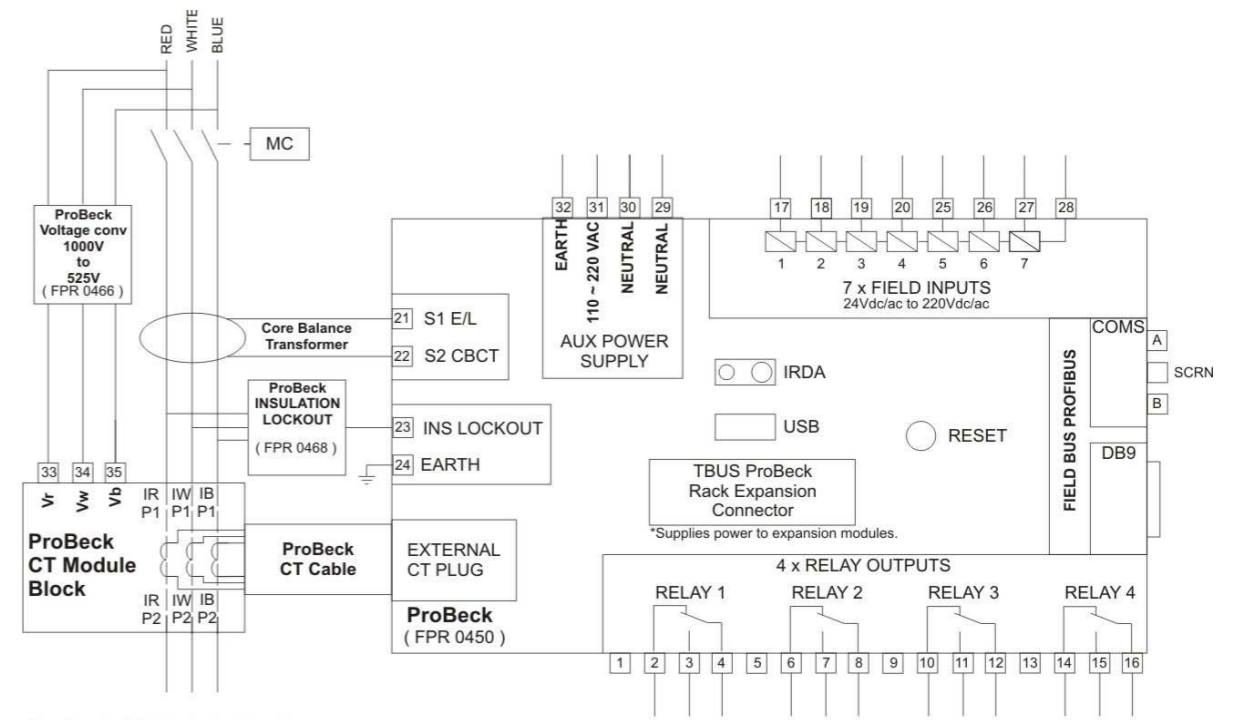 RED
WHITE
BLUE
MC
ProBeck
Voltage conv
1000V
to
525V
( FPR 0466 )
Core Balance
Transformer
ProBeck
INSULATION
LOCKOUT
( FPR 0468 )
33
34
35
Vr
Vw
Vb
IR IW IB
P1 P1 P1
ProBeck
CT Module
Block
IR IW IB
P2 P2 P2
ProBeck
CT Cable
21 S1 E/L
22 S2 CBCT
23 INS LOCKOUT
24 EARTH
EXTERNAL
CT PLUG
ProBeck
( FPR 0450 )
32 31 30 29
EARTH
110 ~ 220 VAC
NEUTRAL
NEUTRAL
AUX POWER
SUPPLY
17 18 19 20 25 26 27 28
1 2 3 4 5 6 7
7 x FIELD INPUTS
24Vdc/ac to 220Vdc/ac
IRDA
USB
RESET
TBUS ProBeck
Rack Expansion
Connector
*Supplies power to expansion modules.
FIELD BUS PROFIBUS
COMS
A
SCRN
B
DB9
4 x RELAY OUTPUTS
RELAY 1 RELAY 2 RELAY 3 RELAY 4
1 2 3 4 5 6 7 8 9 10 11 12 13 14 15 16